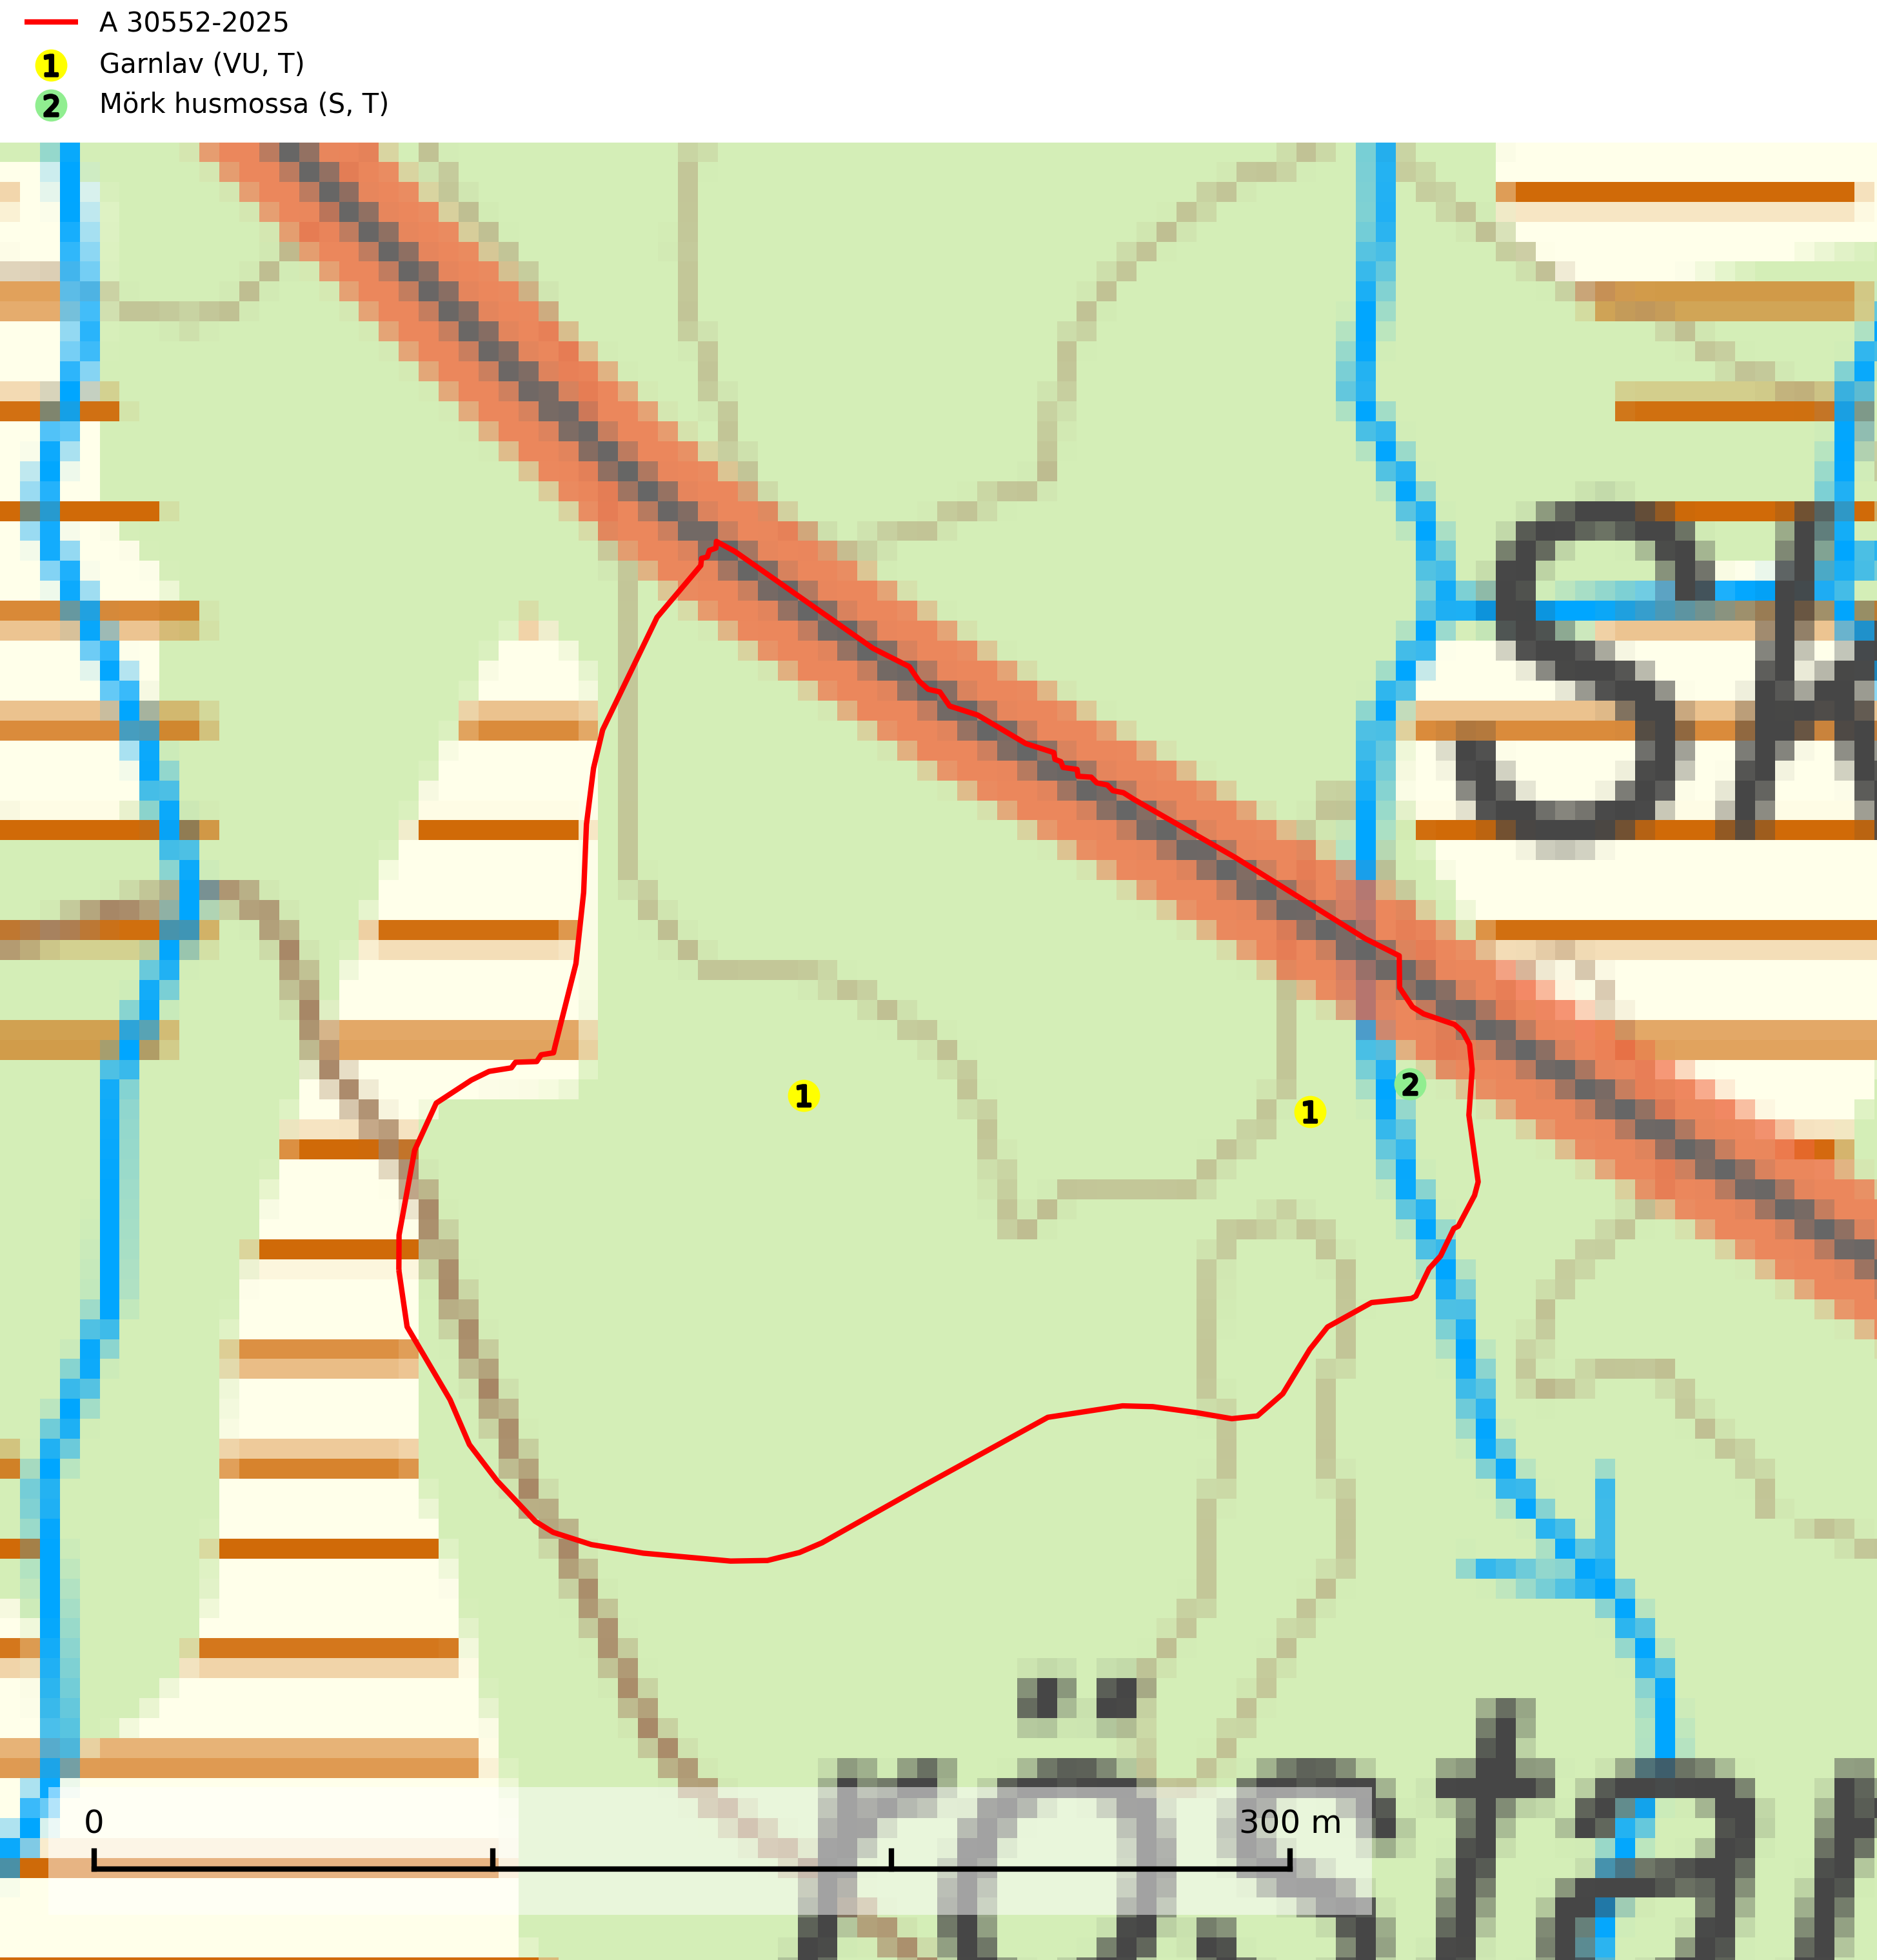 A 30552-2025
1 Garnlav (VU, T)
2 Mörk husmossa (S, T)
1
1
2
0 300 m